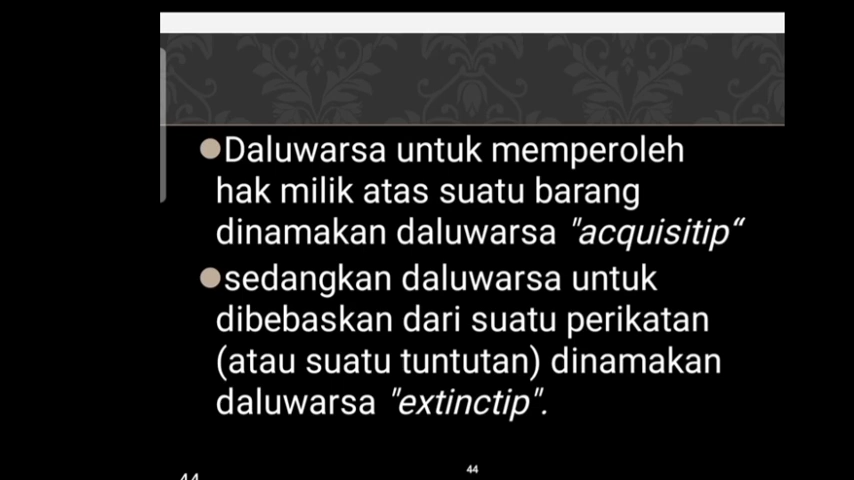 Daluwarsa untuk memperoleh
hak milik atas suatu barang
dinamakan daluwarsa "acquisitip“
sedangkan daluwarsa untuk
dibebaskan dari suatu perikatan
(atau suatu tuntutan) dinamakan
daluwarsa "extinctip".
44
44